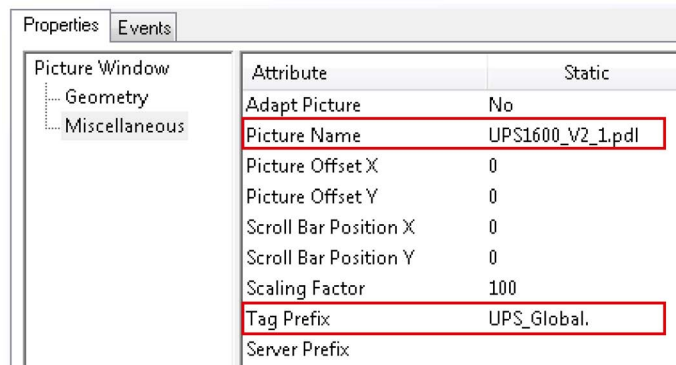 Properties Events
Picture Window
Geometry
Miscellaneous
Attribute Static
Adapt Picture No
Picture Name UPS1600_V2_1.pdl
Picture Offset X 0
Picture Offset Y 0
Scroll Bar Position X 0
Scroll Bar Position Y 0
Scaling Factor 100
Tag Prefix UPS_Global.
Server Prefix